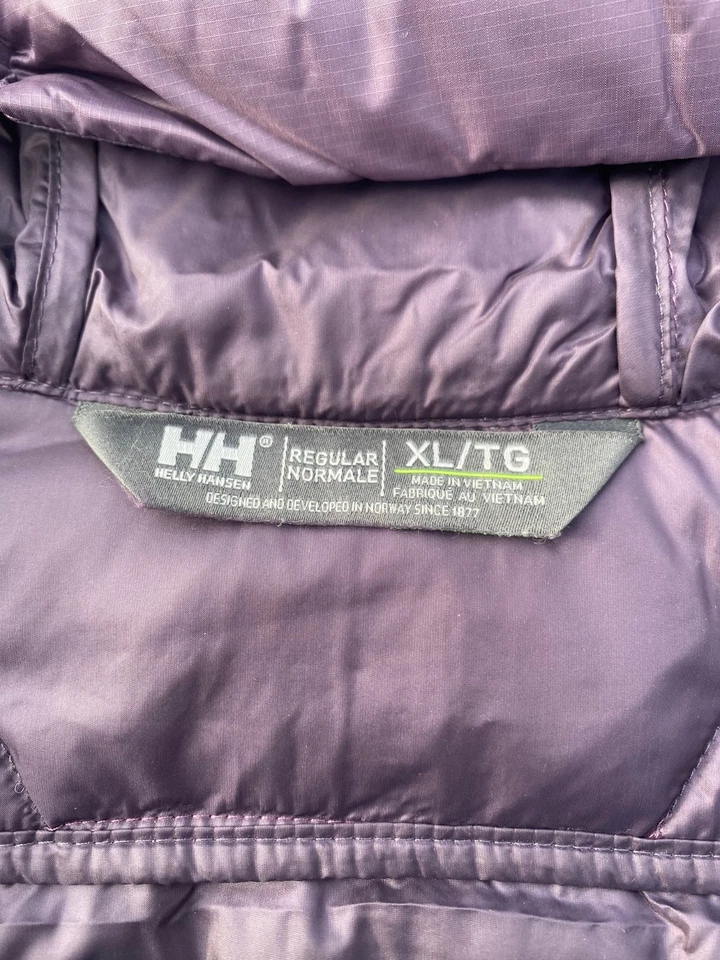 HH®
HELLY HANSEN
REGULAR
NORMALE
XL/TG
MADE IN VIETNAM
FABRIQUÉ AU VIETNAM
DESIGNED AND DEVELOPED IN NORWAY SINCE 1877